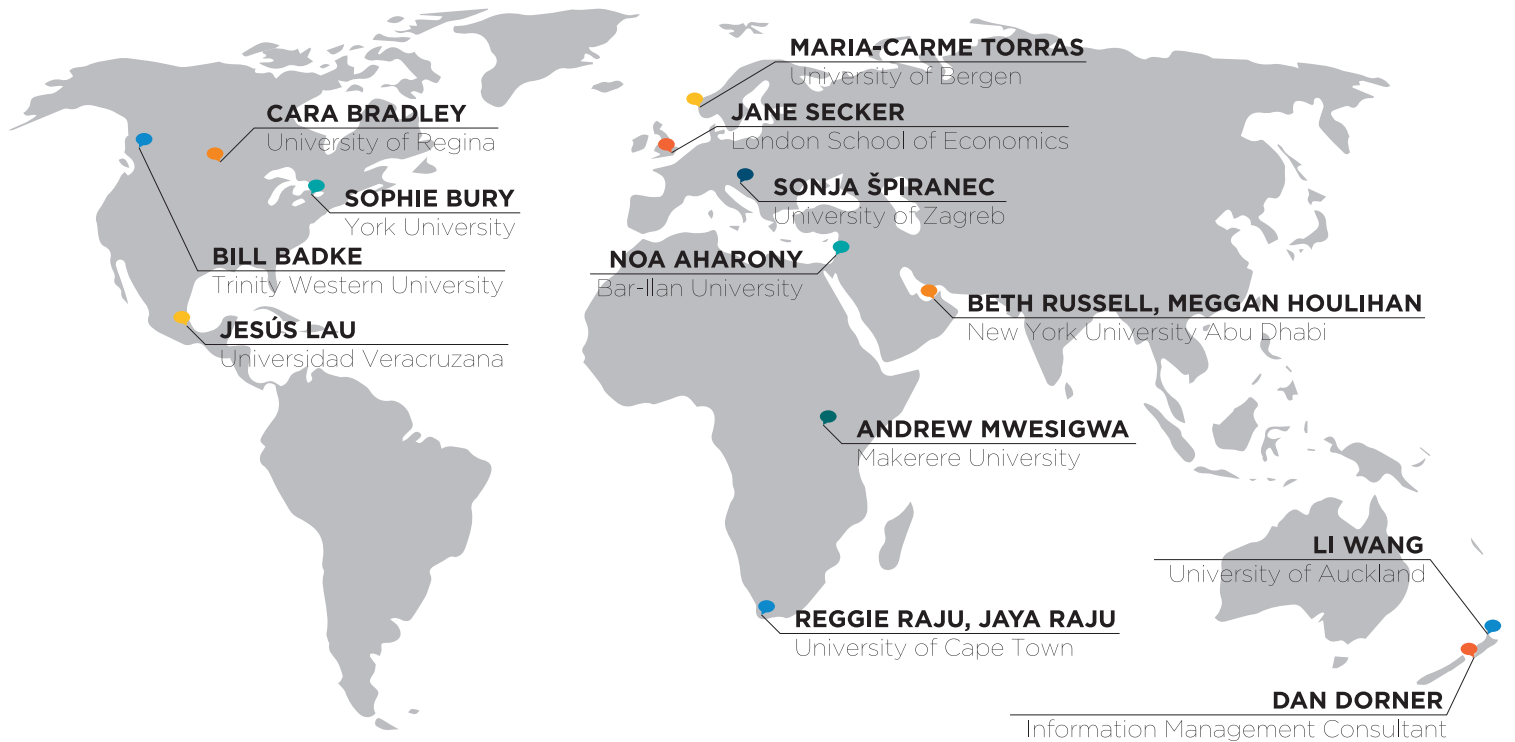 MARIA-CARME TORRAS
University of Bergen
CARA BRADLEY
University of Regina
JANE SECKER
London School of Economics
SOPHIE BURY
York University
SONJA ŠPIRANEC
University of Zagreb
BILL BADKE
Trinity Western University
NOA AHARONY
Bar-Ilan University
BETH RUSSELL, MEGGAN HOULIHAN
New York University Abu Dhabi
JESÚS LAU
Universidad Veracruzana
ANDREW MWESIGWA
Makerere University
LI WANG
University of Auckland
REGGIE RAJU, JAYA RAJU
University of Cape Town
DAN DORNER
Information Management Consultant